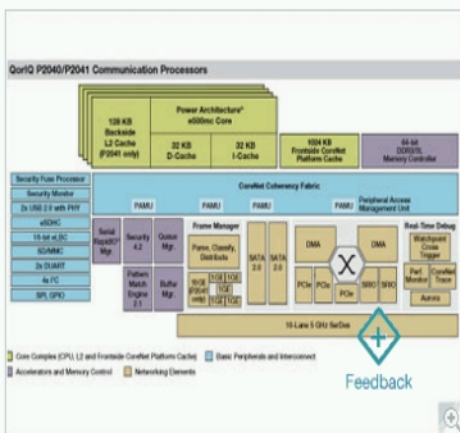 QorIQ P2040/P2041 Communication Processors
128 KB
Backside
L2 Cache
(P2041
only)
Power Architecture®
e500mc Core
32 KB
D-Cache
32 KB
I-Cache
1024 KB
Frontside CoreNet
Platform Cache
64-bit
DDR3/3L
Memory Controller
Security Fuse Processor
Security Monitor
2x USB 2.0 with PHY
eSDHC
16-bit eLBC
SD/MMC
2x DUART
4x I²C
SPI, GPIO
CoreNet Coherency Fabric
PAMU
PAMU
PAMU
PAMU
Peripheral Access
Management Unit
Serial
RapidIO®
Mgr.
Security
4.2
Queue
Mgr.
Pattern
Match
Engine
2.1
Buffer
Mgr.
Frame Manager
Parse, Classify,
Distribute
10GE
(P2041
only)
1GE
1GE
1GE
1GE
1GE
SATA
2.0
SATA
2.0
DMA
DMA
PCIe
PCIe
PCIe
SRIO
SRIO
Real-Time Debug
Watchpoint
Cross
Trigger
Perf.
Monitor
CoreNet
Trace
Aurora
10-Lane 5 GHz SerDes
Core Complex (CPU, L2 and Frontside CoreNet Platform Cache)
Basic Peripherals and Interconnect
Accelerators and Memory Control
Networking Elements
Feedback